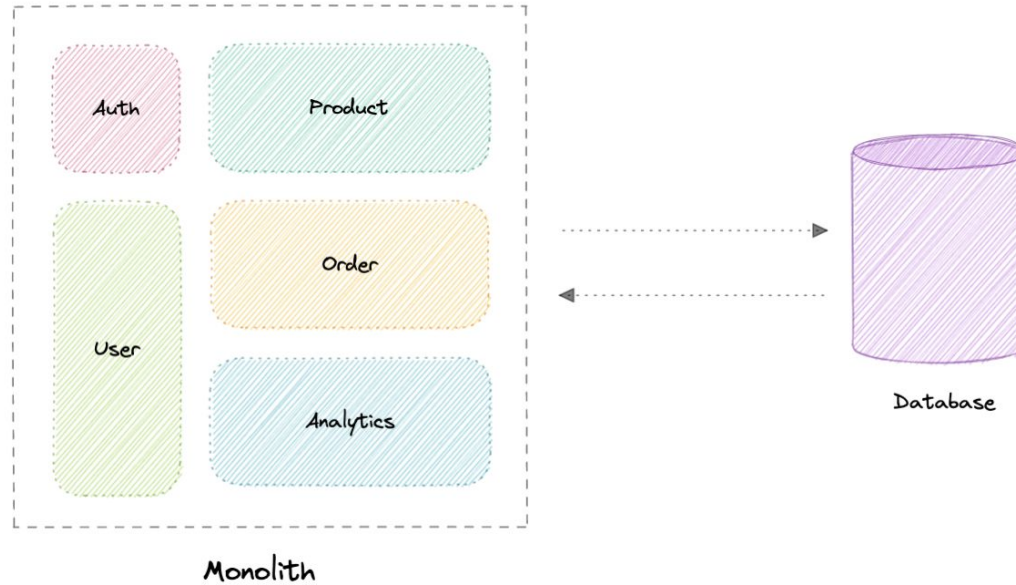 Auth
Product
Order
User
Analytics
Database
Monolith